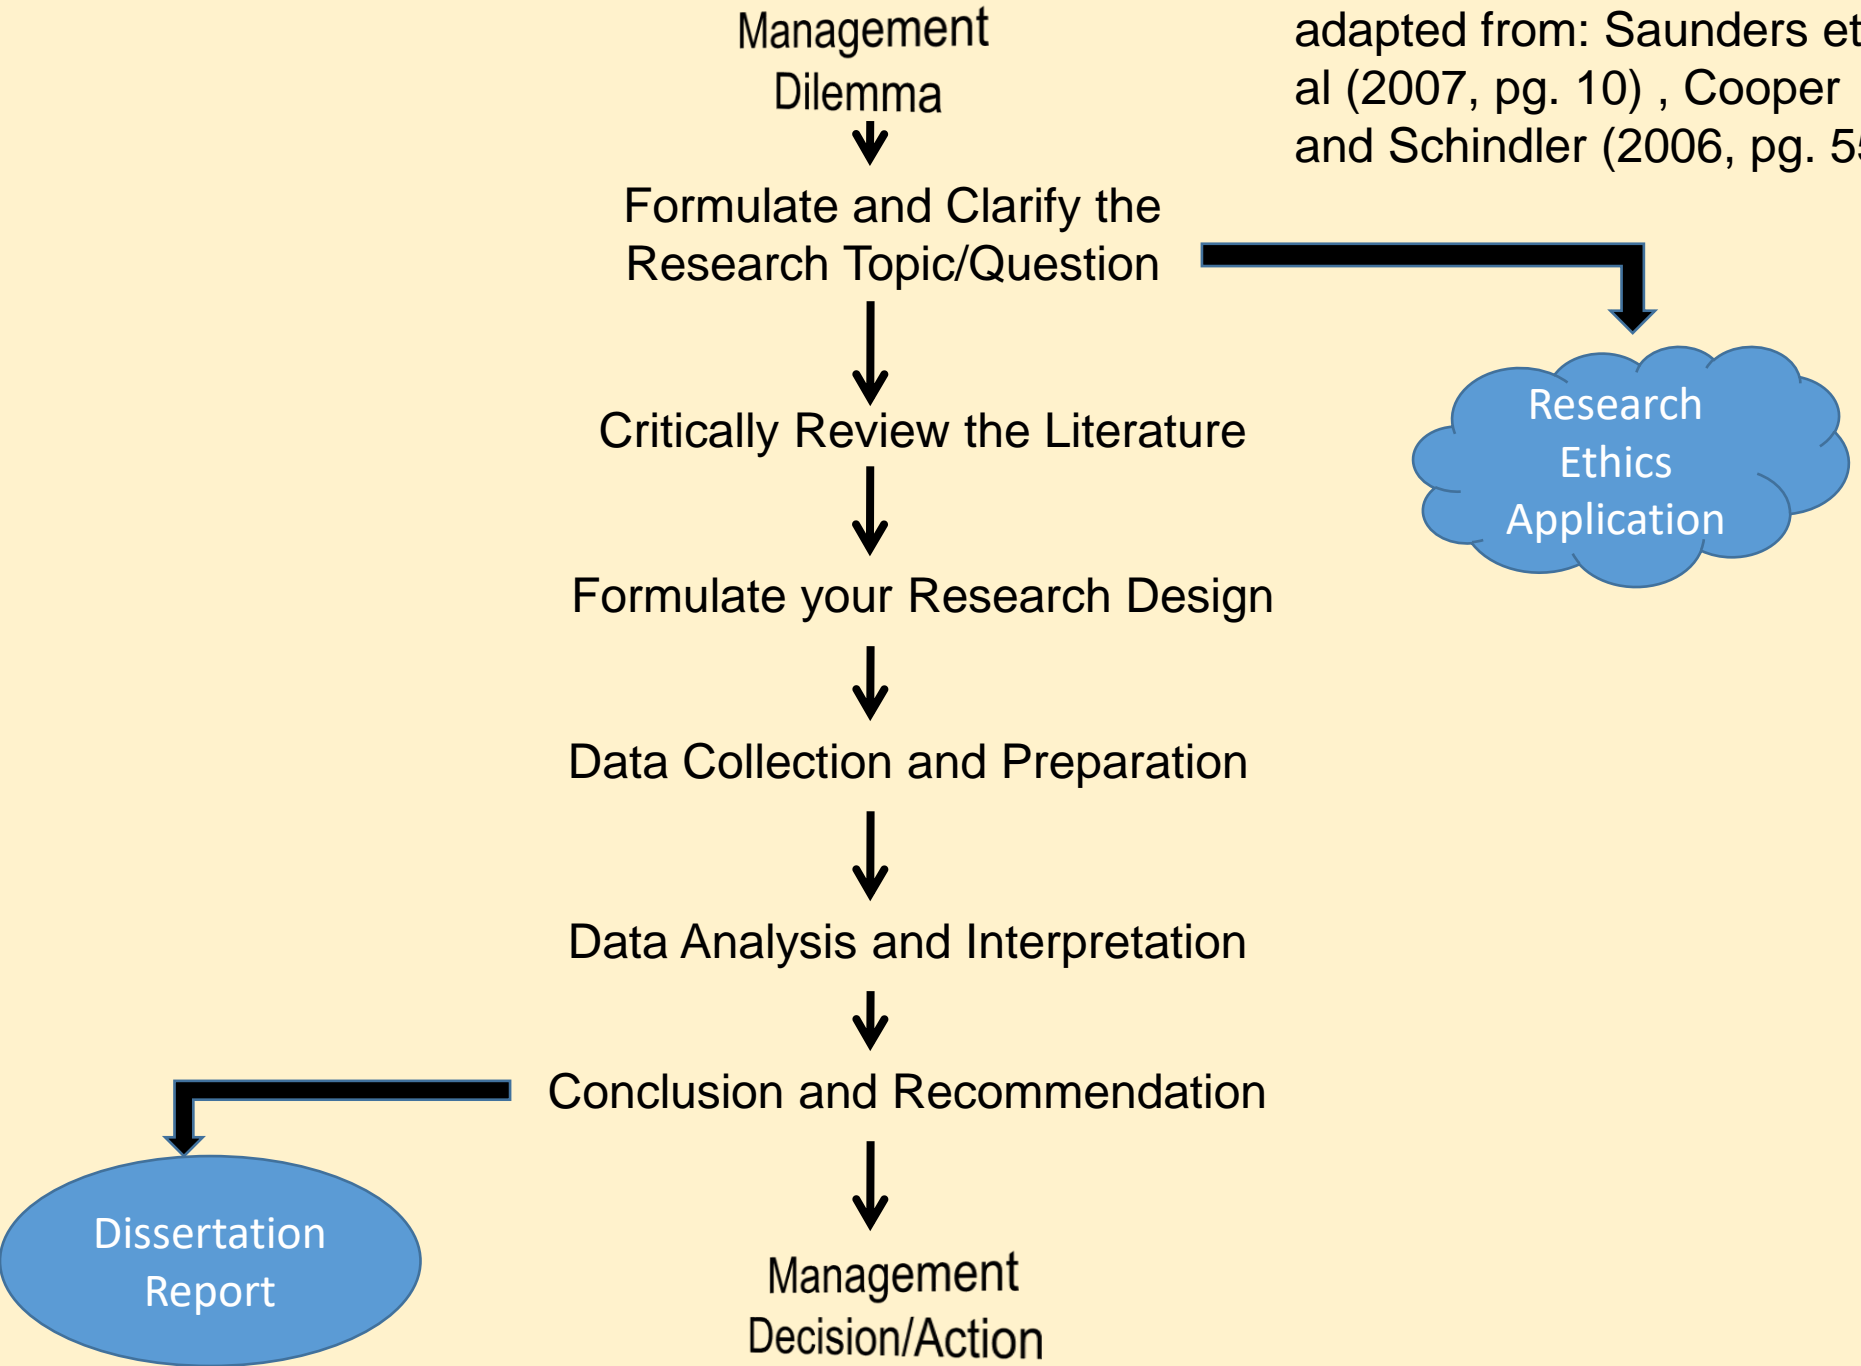 Management
Dilemma
adapted from: Saunders et
al (2007, pg. 10) , Cooper
and Schindler (2006, pg.
Formulate and Clarify the
Research Topic/Question
Research
Ethics
Application
Critically Review the Literature
Formulate your Research Design
Data Collection and Preparation
Data Analysis and Interpretation
Conclusion and Recommendation
Dissertation
Report
Management
Decision/Action